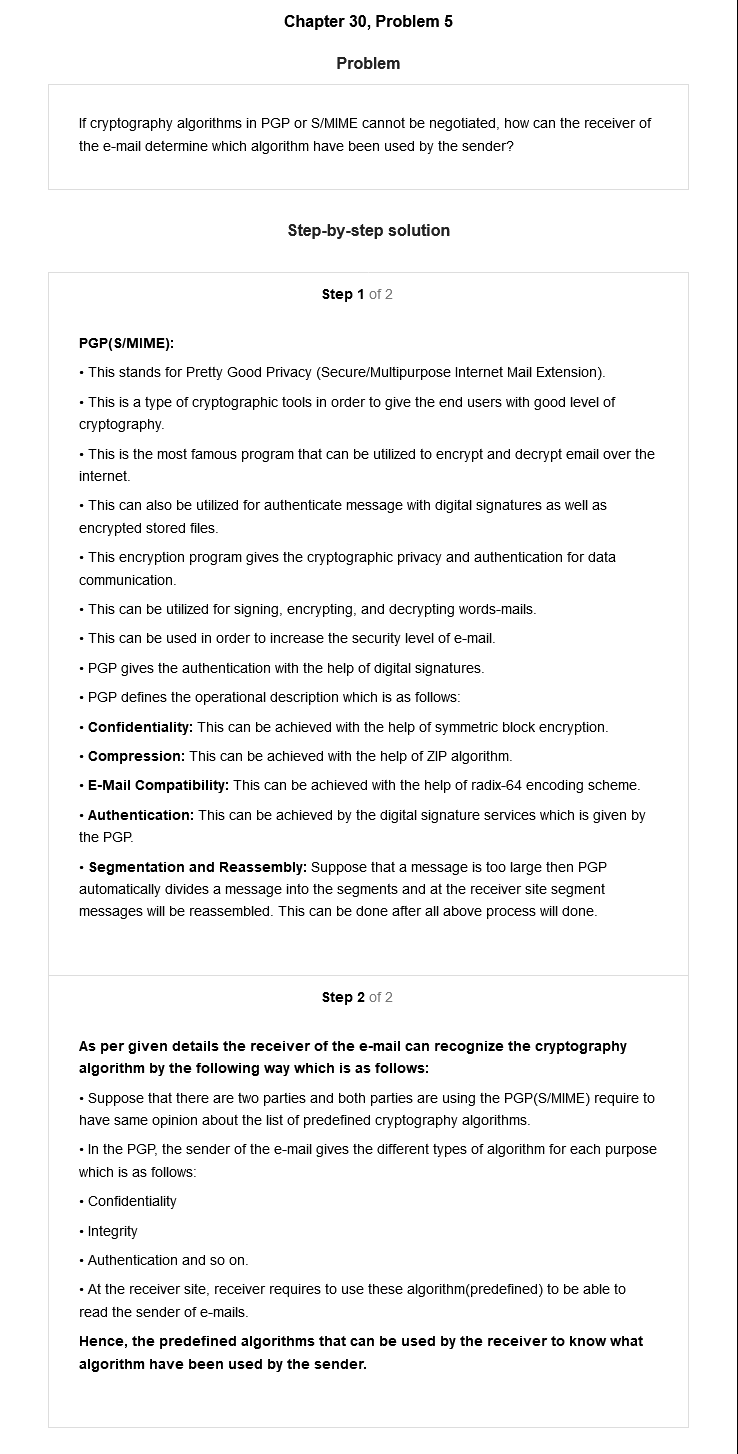 Chapter 30, Problem 5
Problem
If cryptography algorithms in PGP or S/MIME cannot be negotiated, how can the receiver of
the e-mail determine which algorithm have been used by the sender?
Step-by-step solution
Step 1 of 2
PGP(S/MIME):
• This stands for Pretty Good Privacy (Secure/Multipurpose Internet Mail Extension).
• This is a type of cryptographic tools in order to give the end users with good level of
cryptography.
• This is the most famous program that can be utilized to encrypt and decrypt email over the
internet.
• This can also be utilized for authenticate message with digital signatures as well as
encrypted stored files.
• This encryption program gives the cryptographic privacy and authentication for data
communication.
• This can be utilized for signing, encrypting, and decrypting words-mails.
• This can be used in order to increase the security level of e-mail.
• PGP gives the authentication with the help of digital signatures.
• PGP defines the operational description which is as follows:
• Confidentiality: This can be achieved with the help of symmetric block encryption.
• Compression: This can be achieved with the help of ZIP algorithm.
• E-Mail Compatibility: This can be achieved with the help of radix-64 encoding scheme.
• Authentication: This can be achieved by the digital signature services which is given by
the PGP.
• Segmentation and Reassembly: Suppose that a message is too large then PGP
automatically divides a message into the segments and at the receiver site segment
messages will be reassembled. This can be done after all above process will done.
Step 2 of 2
As per given details the receiver of the e-mail can recognize the cryptography
algorithm by the following way which is as follows:
• Suppose that there are two parties and both parties are using the PGP(S/MIME) require to
have same opinion about the list of predefined cryptography algorithms.
• In the PGP, the sender of the e-mail gives the different types of algorithm for each purpose
which is as follows:
• Confidentiality
• Integrity
• Authentication and so on.
• At the receiver site, receiver requires to use these algorithm(predefined) to be able to
read the sender of e-mails.
Hence, the predefined algorithms that can be used by the receiver to know what
algorithm have been used by the sender.